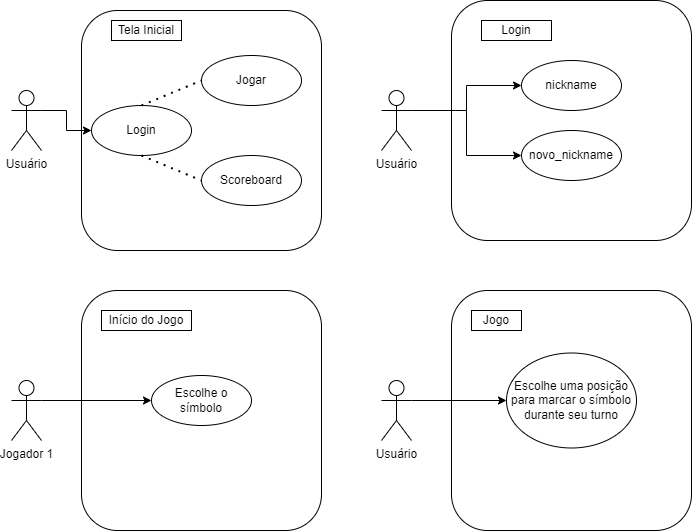 Tela Inicial
Jogar
Login
Scoreboard
Usuário
Login
nickname
novo_nickname
Usuário
Início do Jogo
Escolhe o
símbolo
Jogador 1
Jogo
Escolhe uma posição
para marcar o símbolo
durante seu turno
Usuário